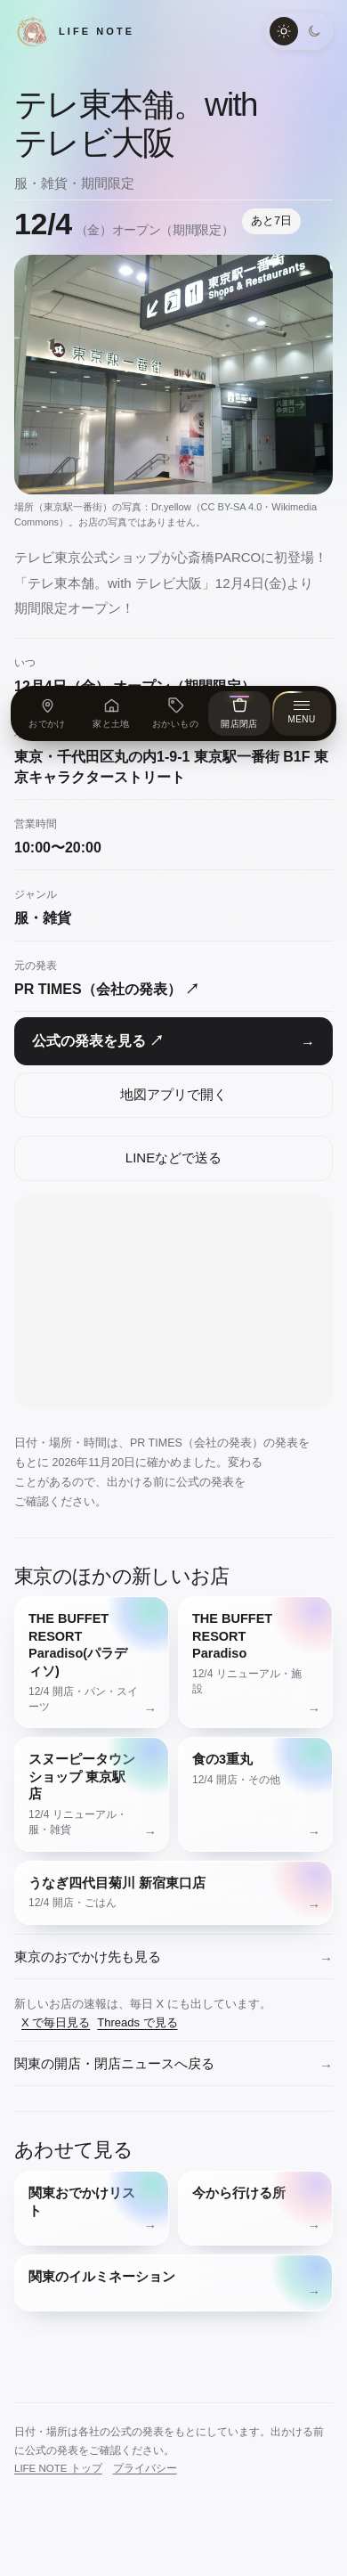 LIFE NOTE
テレ東本舗。with
テレビ大阪
服・雑貨・期間限定
12/4（金）オープン（期間限定） あと7日
東京駅一番街
Shops & Restaurants
東京駅一番街
場所（東京駅一番街）の写真：Dr.yellow（CC BY-SA 4.0・Wikimedia
Commons）。お店の写真ではありません。
テレビ東京公式ショップが心斎橋PARCOに初登場！
「テレ東本舗。with テレビ大阪」12月4日(金)より
期間限定オープン！
いつ
12月4日（金） オープン（期間限定）
おでかけ 家と土地 おかいもの 開店閉店 MENU
東京・千代田区丸の内1-9-1 東京駅一番街 B1F 東
京キャラクターストリート
営業時間
10:00〜20:00
ジャンル
服・雑貨
元の発表
PR TIMES（会社の発表） ↗
公式の発表を見る ↗ →
地図アプリで開く
LINEなどで送る
日付・場所・時間は、PR TIMES（会社の発表）の発表を
もとに 2026年11月20日に確かめました。変わる
ことがあるので、出かける前に公式の発表を
ご確認ください。
東京のほかの新しいお店
THE BUFFET
RESORT
Paradiso(パラデ
ィソ)
12/4 開店・パン・スイ
ーツ
→
THE BUFFET
RESORT
Paradiso
12/4 リニューアル・施
設
→
スヌーピータウン
ショップ 東京駅
店
12/4 リニューアル・
服・雑貨
→
食の3重丸
12/4 開店・その他
→
うなぎ四代目菊川 新宿東口店
12/4 開店・ごはん
→
東京のおでかけ先も見る →
新しいお店の速報は、毎日 X にも出しています。
X で毎日見る Threads で見る
関東の開店・閉店ニュースへ戻る →
あわせて見る
関東おでかけリス
ト
→
今から行ける所
→
関東のイルミネーション
→
日付・場所は各社の公式の発表をもとにしています。出かける前
に公式の発表をご確認ください。
LIFE NOTE トップ プライバシー